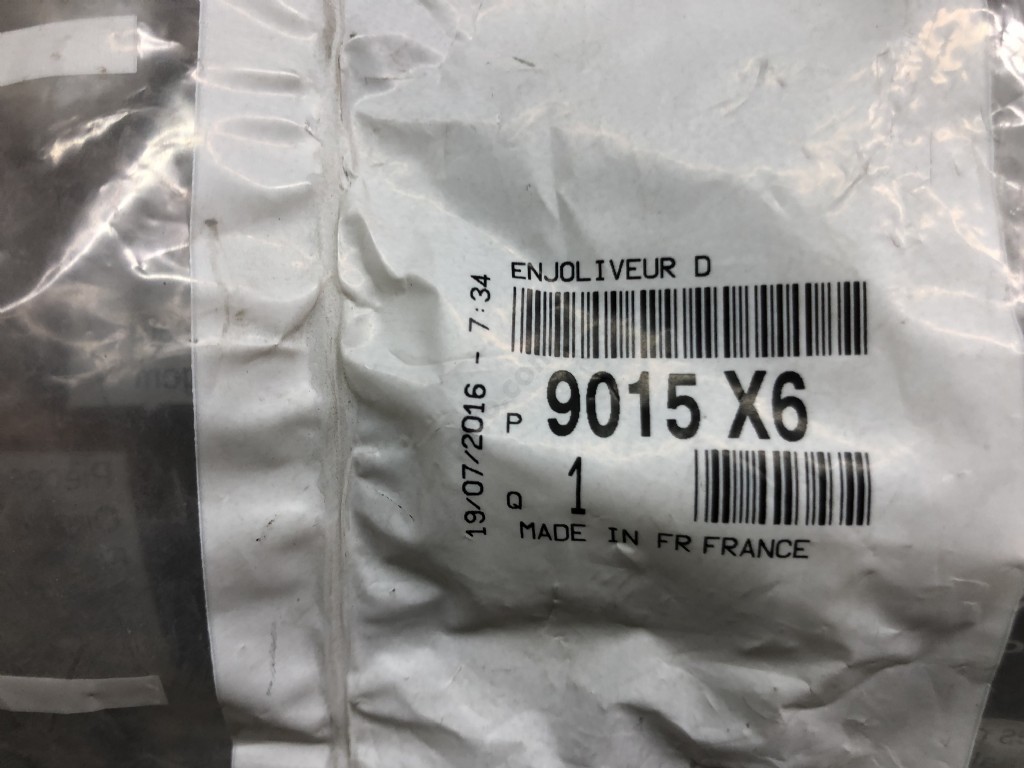 ENJOLIVEUR D
19/07/2016 - 7:34
P 9015 X6
Q 1
MADE IN FR FRANCE